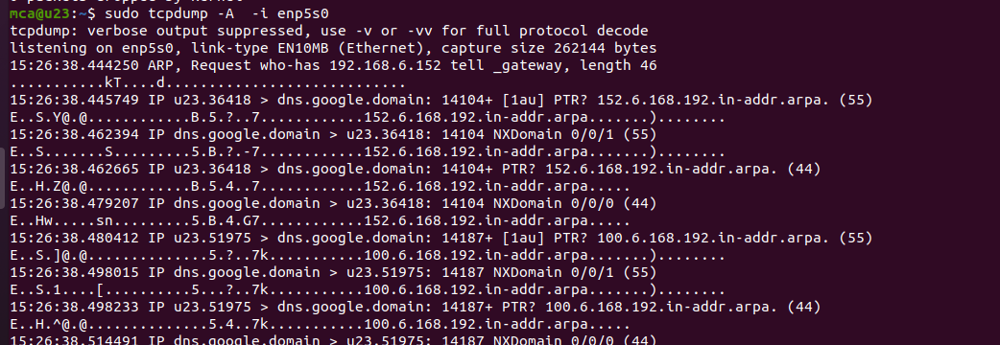 mca@u23:~$ sudo tcpdump -A  -i enp5s0
tcpdump: verbose output suppressed, use -v or -vv for full protocol decode
listening on enp5s0, link-type EN10MB (Ethernet), capture size 262144 bytes
15:26:38.444250 ARP, Request who-has 192.168.6.152 tell _gateway, length 46
...........kT....d............................
15:26:38.445749 IP u23.36418 > dns.google.domain: 14104+ [1au] PTR? 152.6.168.192.in-addr.arpa. (55)
E..S.Y@.@............B.5.?..7............152.6.168.192.in-addr.arpa.......)........
15:26:38.462394 IP dns.google.domain > u23.36418: 14104 NXDomain 0/0/1 (55)
E..S.......S.........5.B.?.-7............152.6.168.192.in-addr.arpa.......)........
15:26:38.462665 IP u23.36418 > dns.google.domain: 14104+ PTR? 152.6.168.192.in-addr.arpa. (44)
E..H.Z@.@............B.5.4..7............152.6.168.192.in-addr.arpa.....
15:26:38.479207 IP dns.google.domain > u23.36418: 14104 NXDomain 0/0/0 (44)
E..Hw.....sn.........5.B.4.G7............152.6.168.192.in-addr.arpa.....
15:26:38.480412 IP u23.51975 > dns.google.domain: 14187+ [1au] PTR? 100.6.168.192.in-addr.arpa. (55)
E..S.]@.@..............5.?..7k...........100.6.168.192.in-addr.arpa.......)........
15:26:38.498015 IP dns.google.domain > u23.51975: 14187 NXDomain 0/0/1 (55)
E..S.1....[..........5...?..7k...........100.6.168.192.in-addr.arpa.......)........
15:26:38.498233 IP u23.51975 > dns.google.domain: 14187+ PTR? 100.6.168.192.in-addr.arpa. (44)
E..H.^@.@..............5.4..7k...........100.6.168.192.in-addr.arpa.....
15:26:38.514491 IP dns.google.domain > u23.51975: 14187 NXDomain 0/0/0 (44)